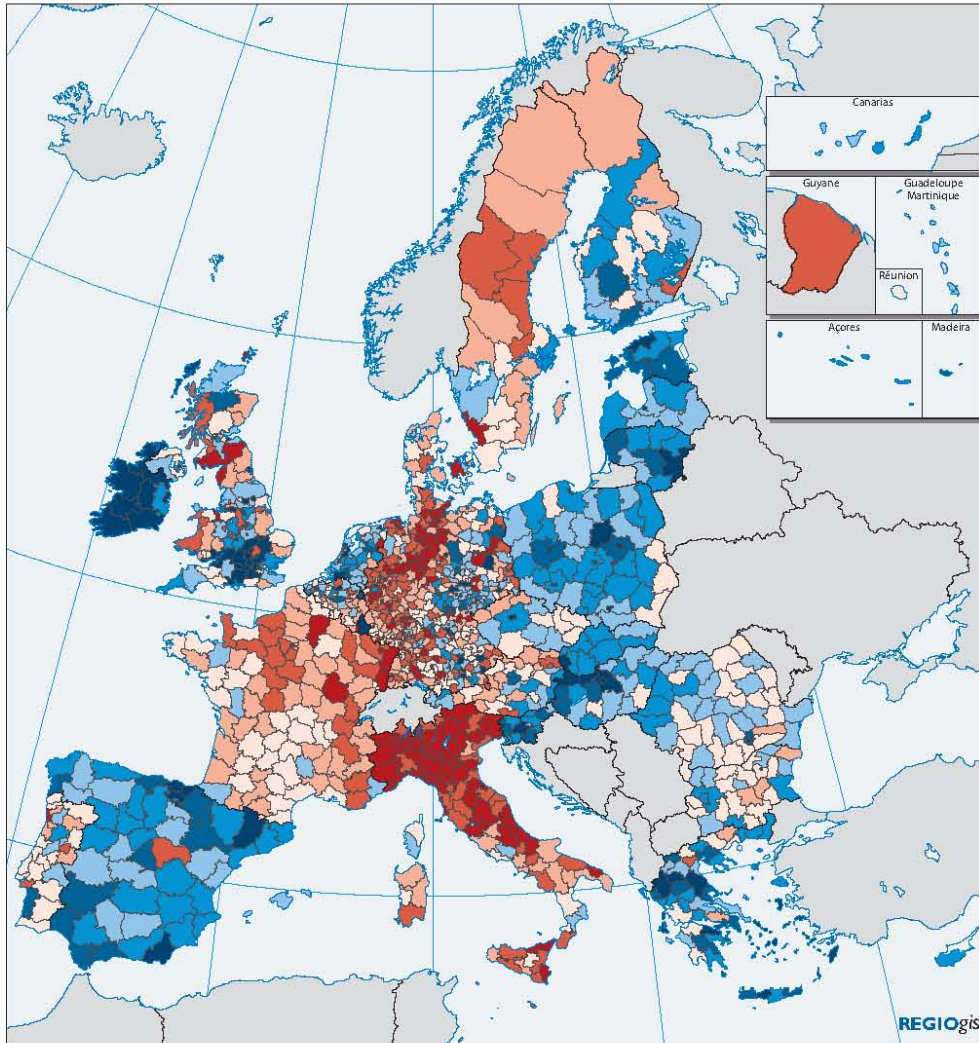 Canarias
Guyane
Guadeloupe
Martinique
Réunion
Açores
Madeira
REGIOgis